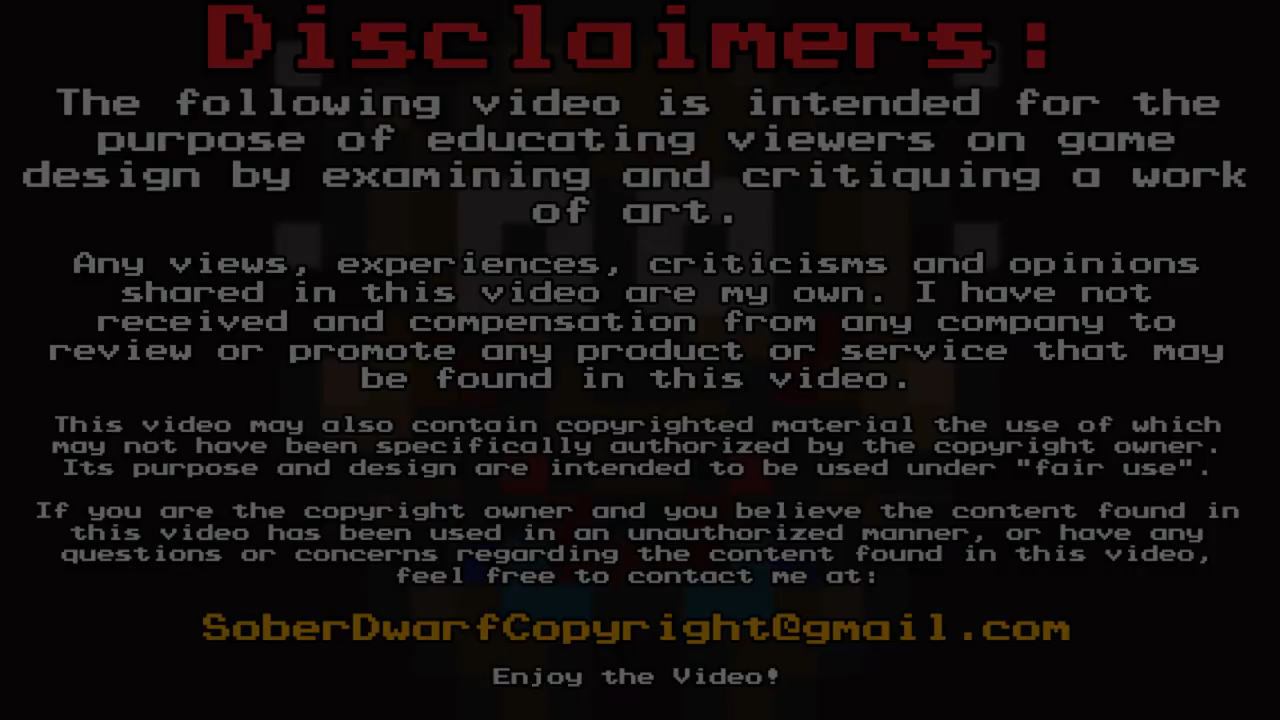 Disclaimers:
The following video is intended for the
purpose of educating viewers on game
design by examining and critiquing a work
of art.
Any views, experiences, criticisms and opinions
shared in this video are my own. I have not
received and compensation from any company to
review or promote any product or service that may
be found in this video.
This video may also contain copyrighted material the use of which
may not have been specifically authorized by the copyright owner.
Its purpose and design are intended to be used under "fair use".
If you are the copyright owner and you believe the content found in
this video has been used in an unauthorized manner, or have any
questions or concerns regarding the content found in this video,
feel free to contact me at:
SoberDwarfCopyright@gmail.com
Enjoy the Video!